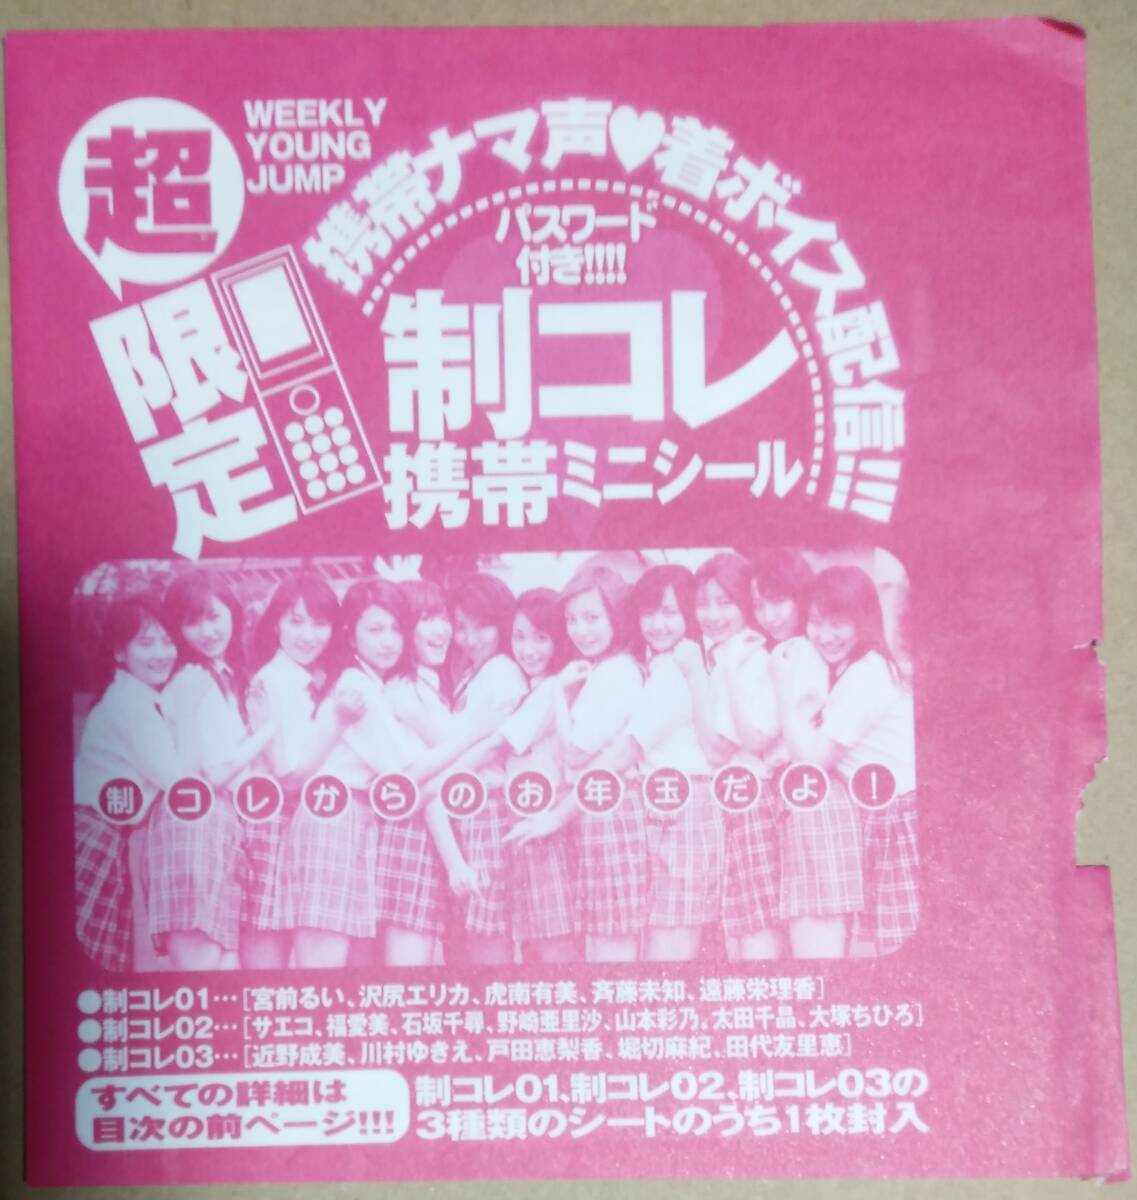 超
限定
WEEKLY
YOUNG
JUMP
携帯ナマ声♥着ボイス配信!!!
パスワード
付き!!!!
制コレ
携帯ミニシール
制コレからのお年玉だよ!
●制コレ01…[宮前るい、沢尻エリカ、虎南有美、斉藤未知、遠藤栄理香]
●制コレ02…[サエコ、福愛美、石坂千尋、野崎亜里沙、山本彩乃、太田千晶、大塚ちひろ]
●制コレ03…[近野成美、川村ゆきえ、戸田恵梨香、堀切麻紀、田代友里恵]
すべての詳細は
目次の前ページ!!!
制コレ01、制コレ02、制コレ03の
3種類のシートのうち1枚封入